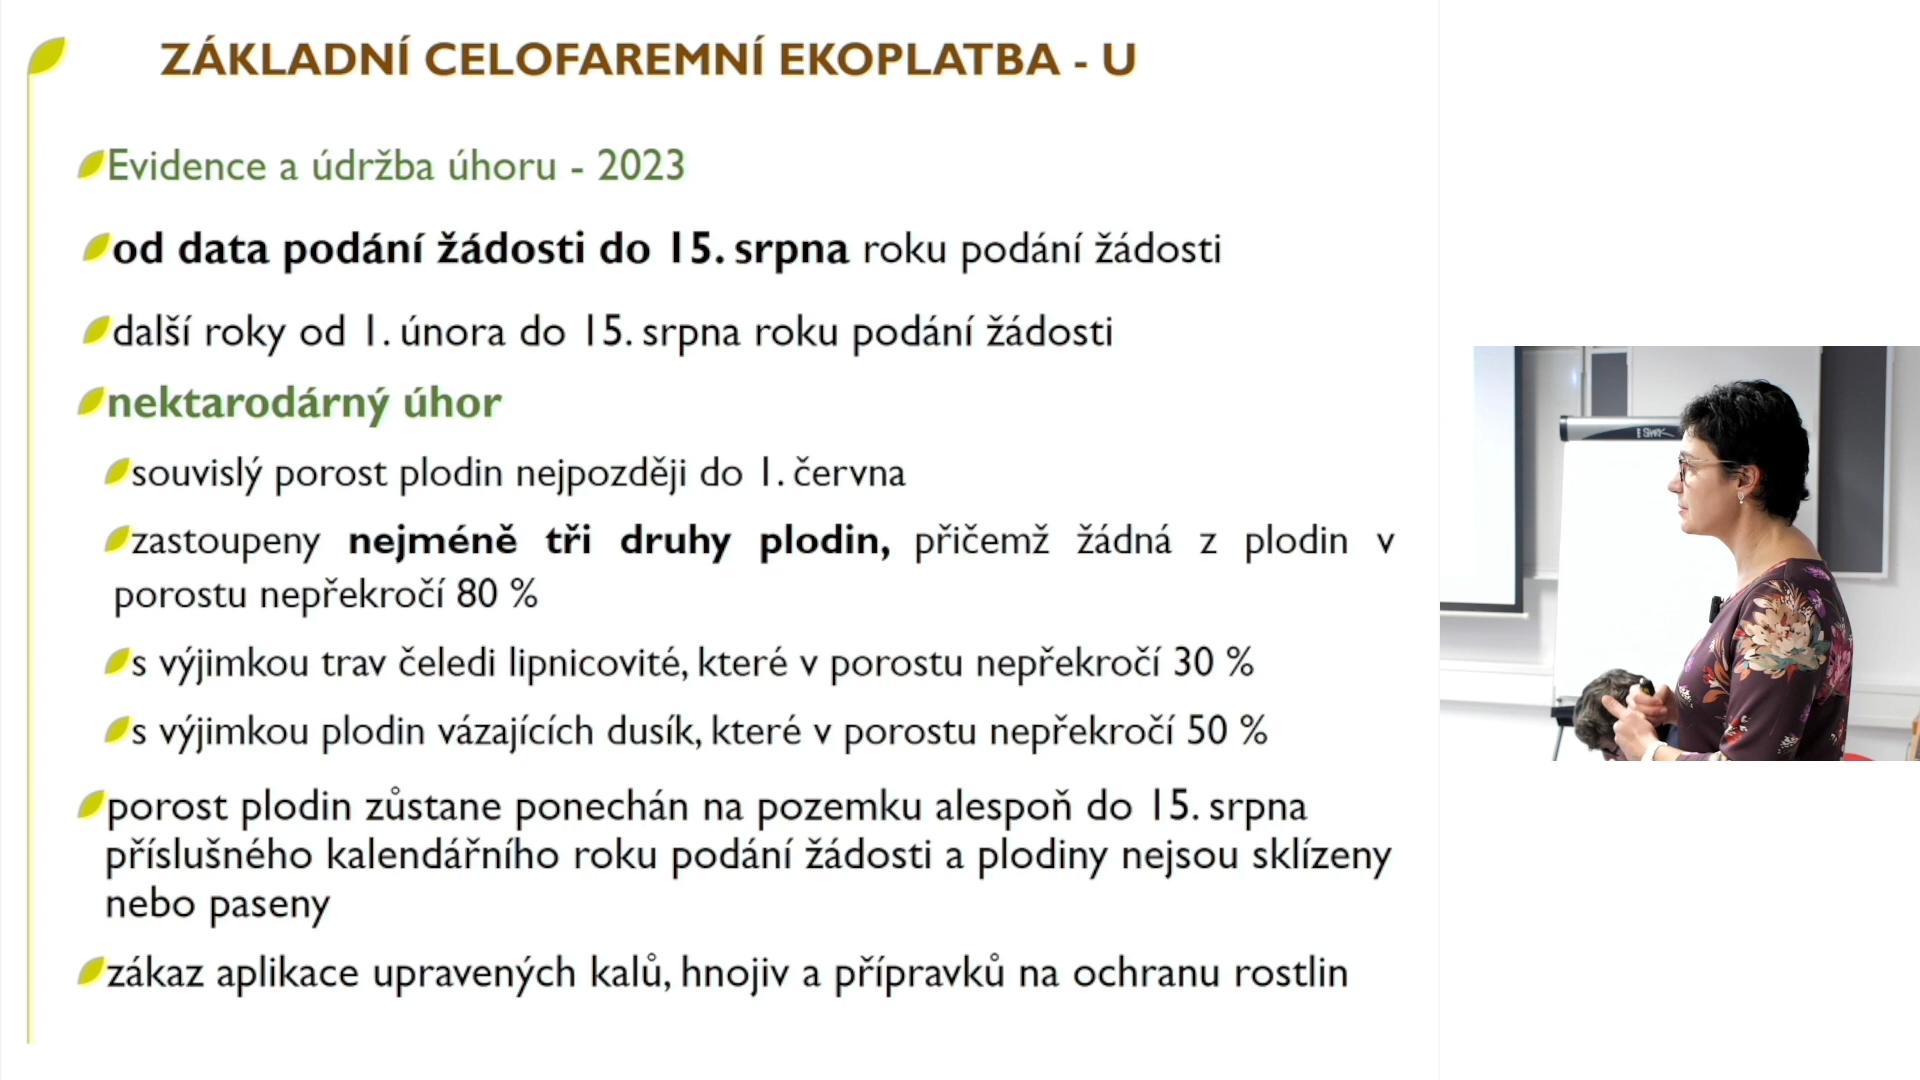 ZÁKLADNÍ CELOFAREMNÍ EKOPLATBA - U
Evidence a údržba úhoru - 2023
od data podání žádosti do 15. srpna roku podání žádosti
další roky od 1. února do 15. srpna roku podání žádosti
nektarodárný úhor
souvislý porost plodin nejpozději do 1. června
zastoupeny nejméně tři druhy plodin, přičemž žádná z plodin v
porostu nepřekročí 80 %
s výjimkou trav čeledi lipnicovité, které v porostu nepřekročí 30 %
s výjimkou plodin vázajících dusík, které v porostu nepřekročí 50 %
porost plodin zůstane ponechán na pozemku alespoň do 15. srpna
příslušného kalendářního roku podání žádosti a plodiny nejsou sklízeny
nebo paseny
zákaz aplikace upravených kalů, hnojiv a přípravků na ochranu rostlin